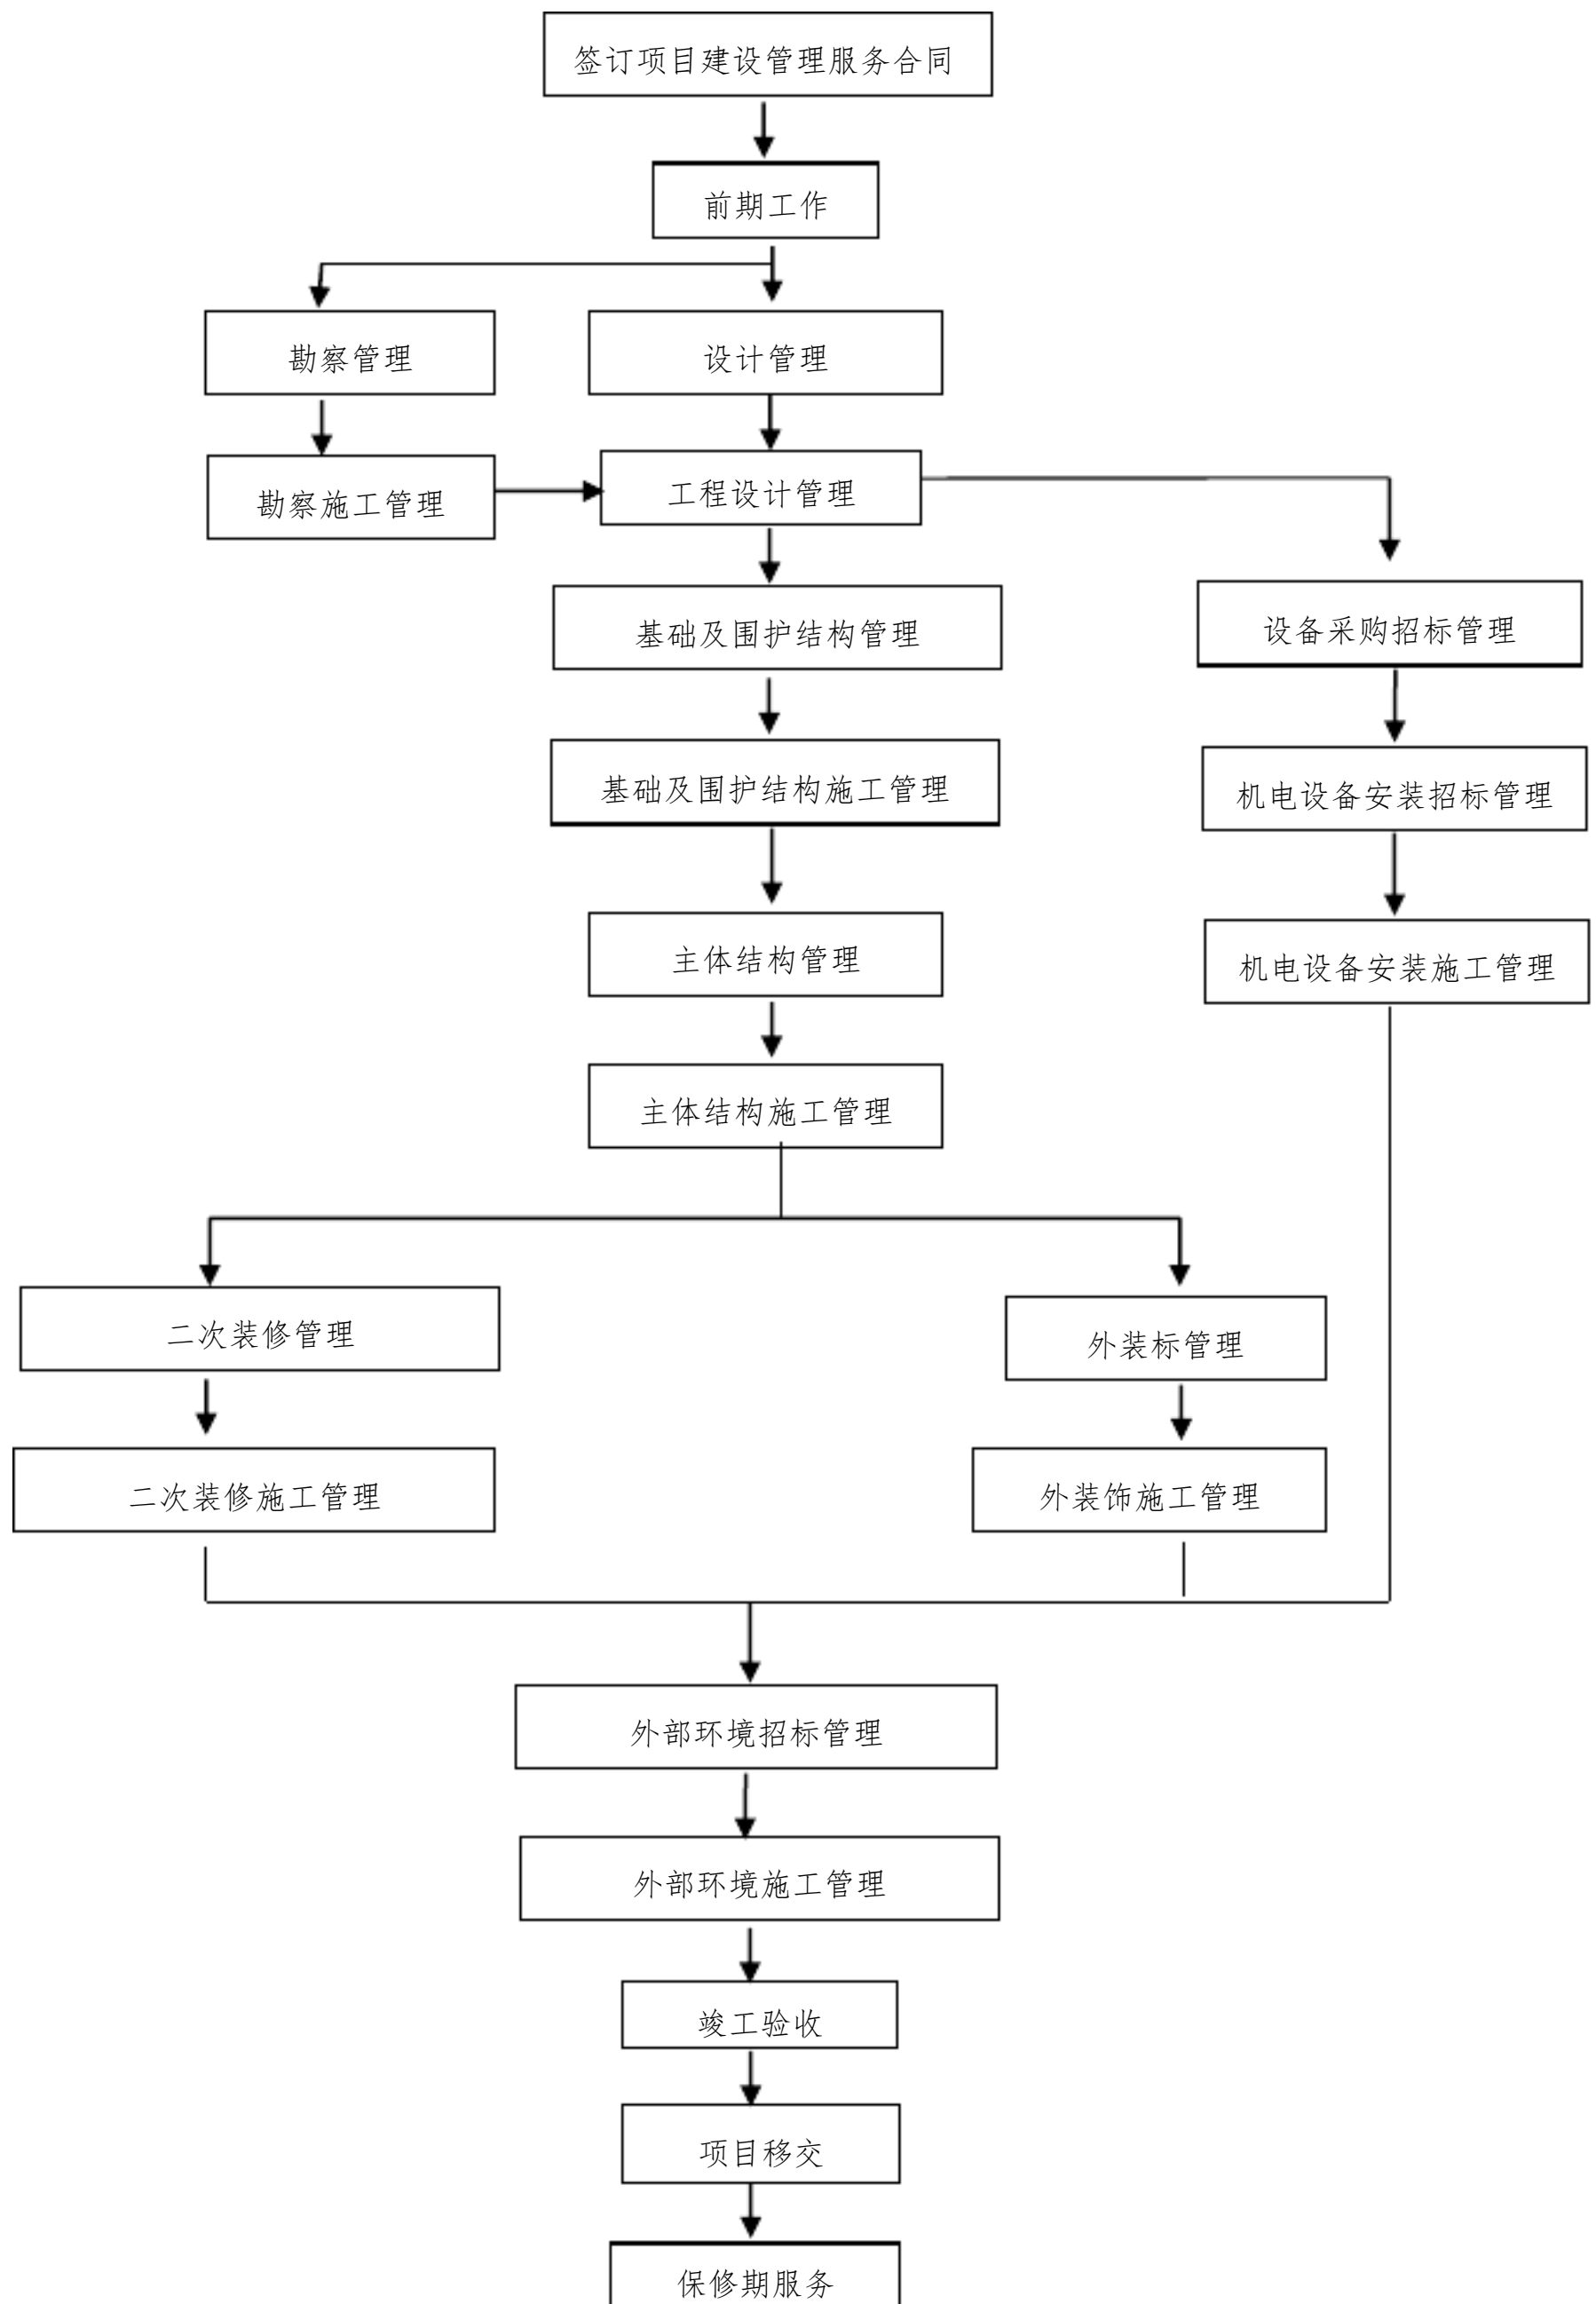 签订项目建设管理服务合同
前期工作
勘察管理
设计管理
勘察施工管理
工程设计管理
基础及围护结构管理
设备采购招标管理
基础及围护结构施工管理
机电设备安装招标管理
主体结构管理
机电设备安装施工管理
主体结构施工管理
二次装修管理
外装标管理
二次装修施工管理
外装饰施工管理
外部环境招标管理
外部环境施工管理
竣工验收
项目移交
保修期服务